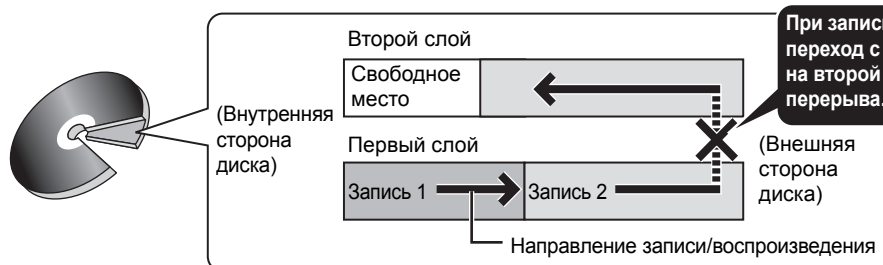 Второй слой
Свободное
место
При
переход с
на второй
перерыва.
(Внутренняя
сторона
диска)
Первый слой
(Внешняя
сторона
диска)
Запись 1
Запись 2
Направление записи/воспроизведения